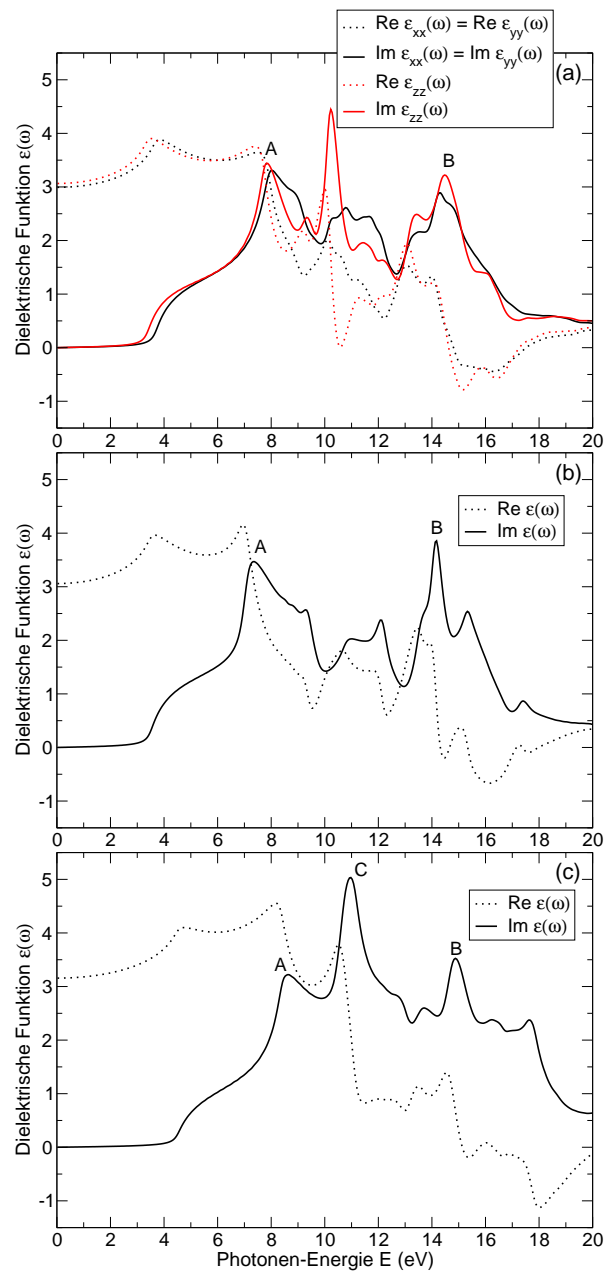 Re εxx(ω) = Re εyy(ω)
Im εxx(ω) = Im εyy(ω)
Re εzz(ω)
Im εzz(ω)
(a)
A
B
5
4
3
2
1
0
-1
Dielektrische Funktion ε(ω)
0 2 4 6 8 10 12 14 16 18 20
(b)
Re ε(ω)
Im ε(ω)
A
B
5
4
3
2
1
0
-1
Dielektrische Funktion ε(ω)
0 2 4 6 8 10 12 14 16 18 20
(c)
Re ε(ω)
Im ε(ω)
C
A
B
5
4
3
2
1
0
-1
Dielektrische Funktion ε(ω)
0 2 4 6 8 10 12 14 16 18 20
Photonen-Energie E (eV)